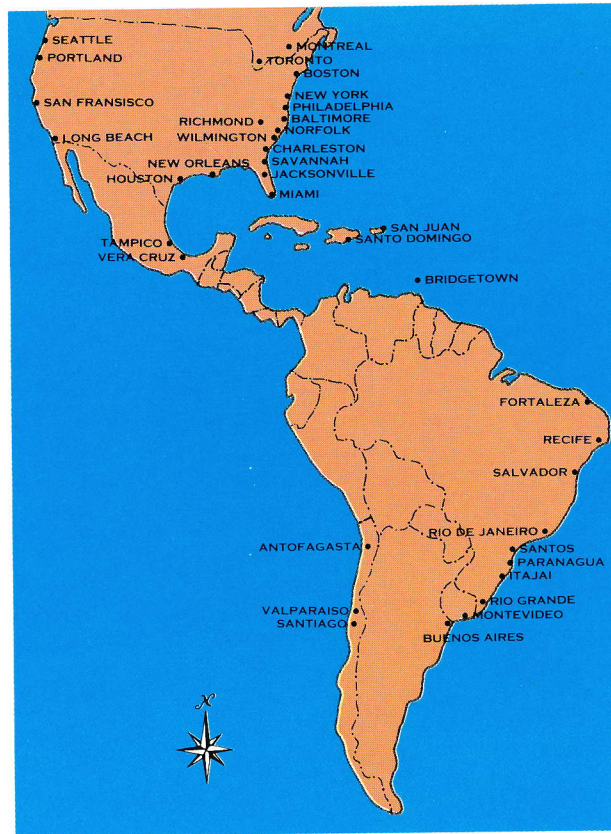 SEATTLE
MONTREAL
PORTLAND
TORONTO
BOSTON
NEW YORK
SAN FRANSISCO
PHILADELPHIA
RICHMOND
BALTIMORE
NORFOLK
LONG BEACH
WILMINGTON
CHARLESTON
NEW ORLEANS
SAVANNAH
HOUSTON
JACKSONVILLE
MIAMI
SAN JUAN
SANTO DOMINGO
TAMPICO
VERA CRUZ
BRIDGETOWN
FORTALEZA
RECIFE
SALVADOR
RIO DE JANEIRO
ANTOFAGASTA
SANTOS
PARANAGUA
ITAJAI
RIO GRANDE
VALPARAISO
MONTEVIDEO
SANTIAGO
BUENOS AIRES
N